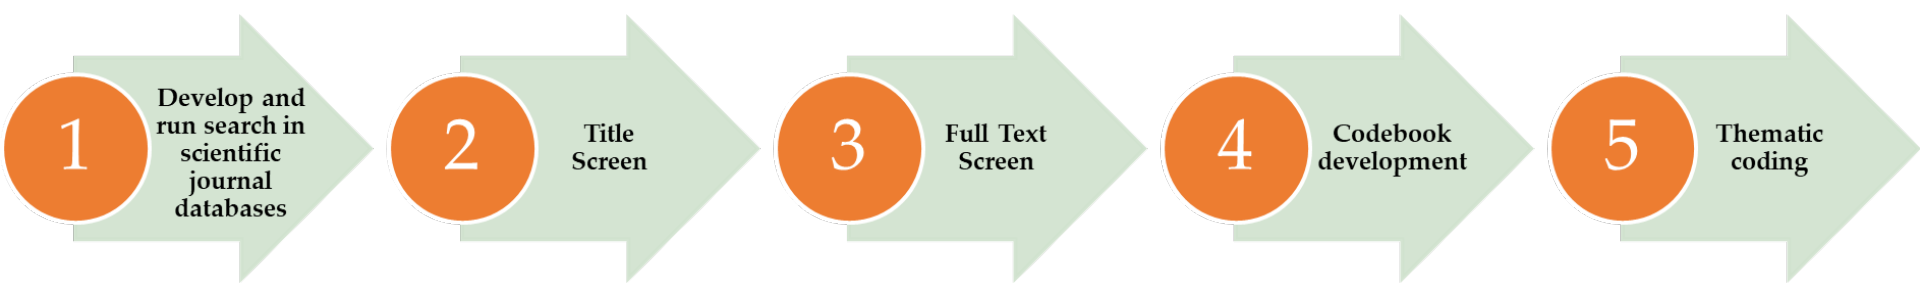 1
Develop and
run search in
scientific
journal
databases
2
Title
Screen
3
Full Text
Screen
4
Codebook
development
5
Thematic
coding